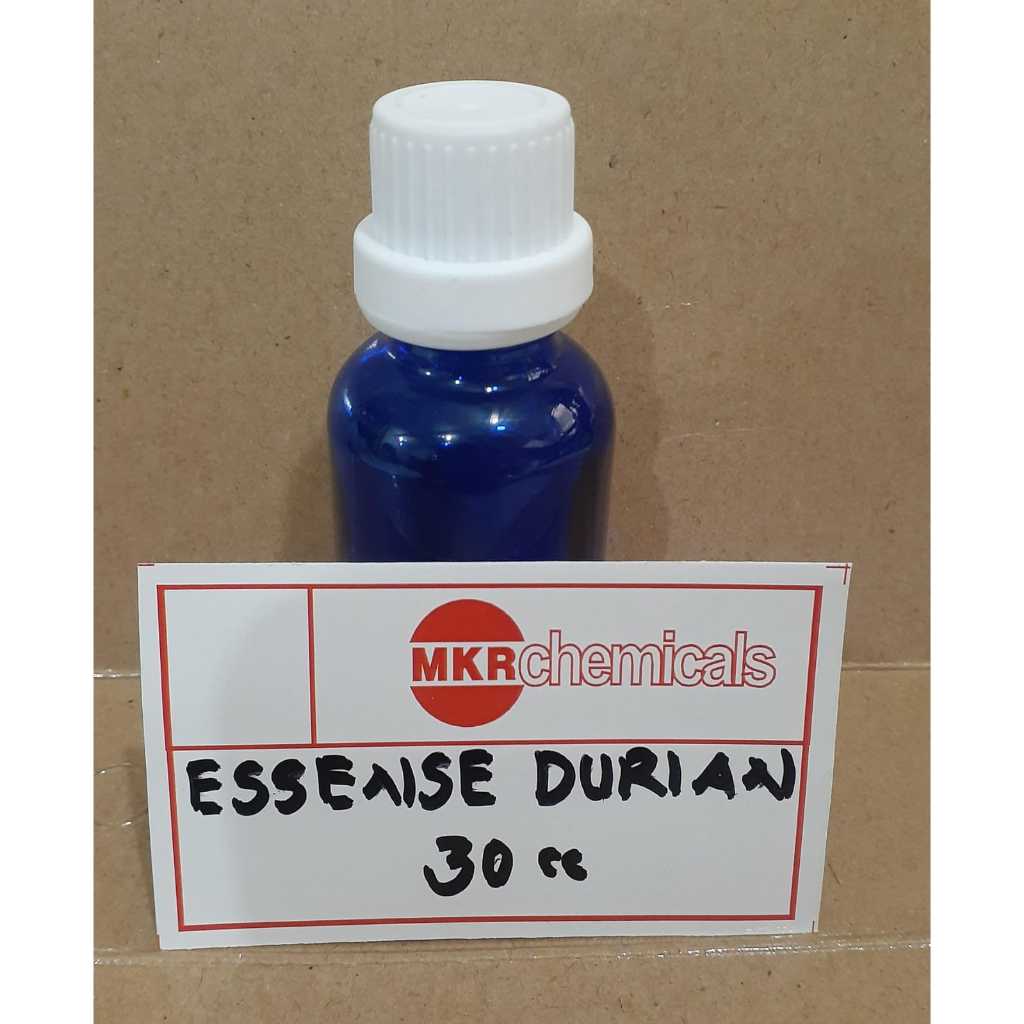 MKRchemicals
ESSENSE DURIAN
30 cc